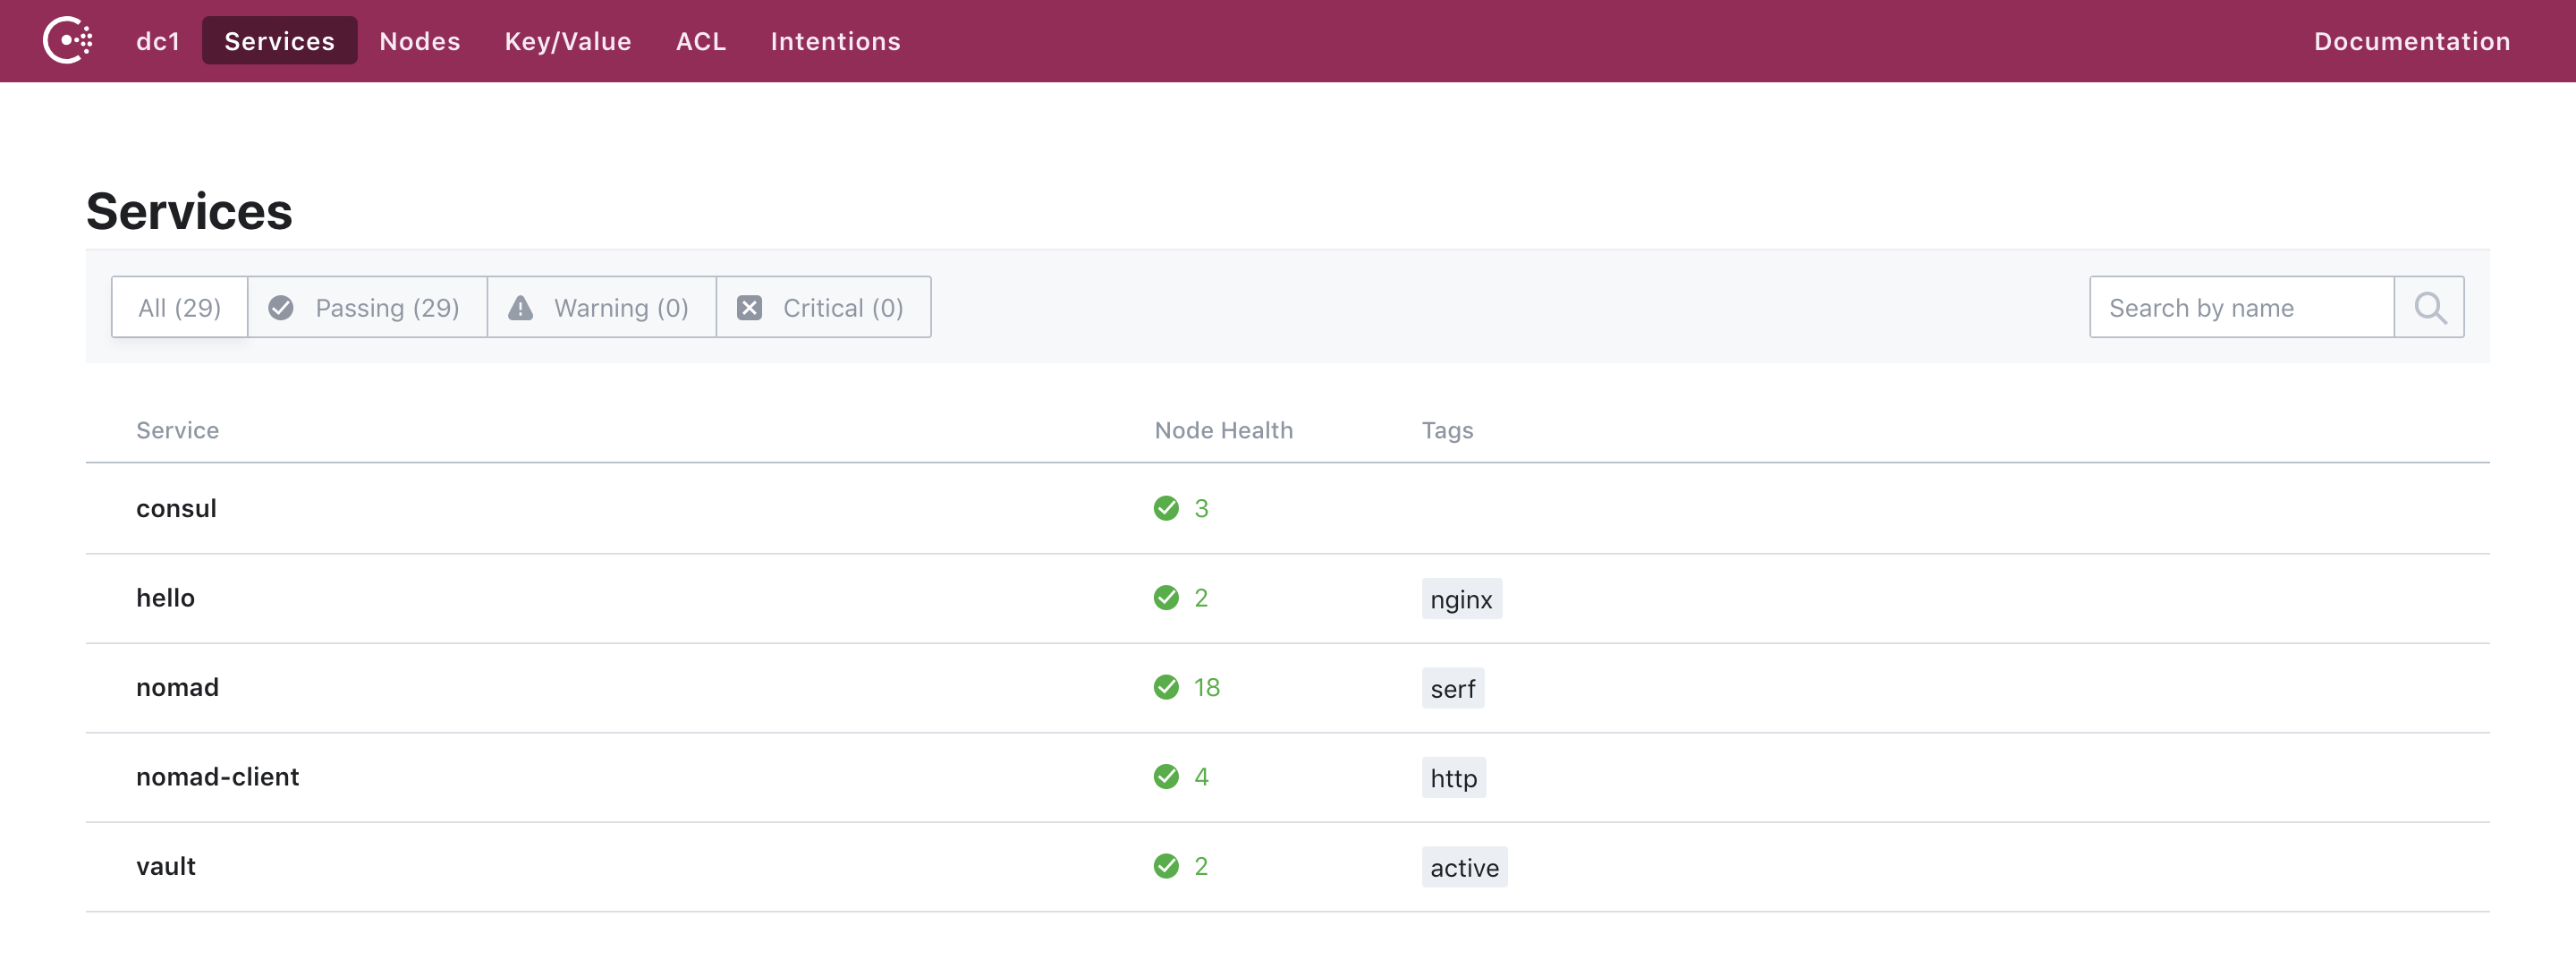 dc1 Services Nodes Key/Value ACL Intentions Documentation
Services
All (29) Passing (29) Warning (0) Critical (0) Search by name
Service Node Health Tags
consul 3
hello 2 nginx
nomad 18 serf
nomad-client 4 http
vault 2 active